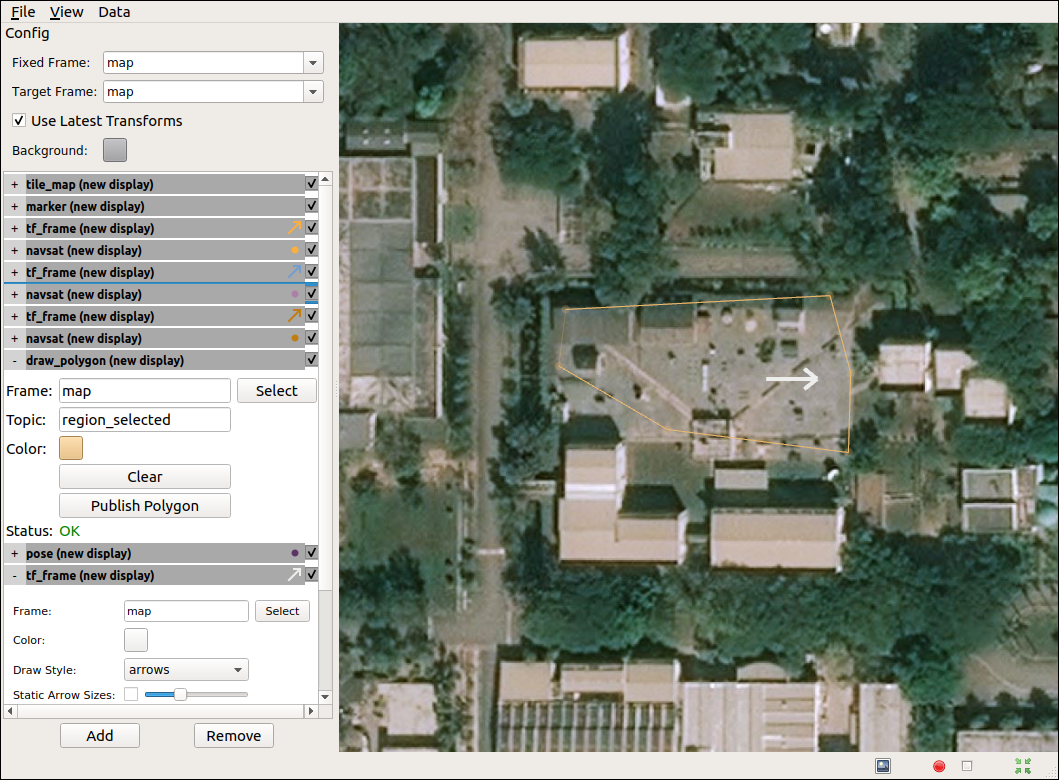 File View Data
Config
Fixed Frame: map
Target Frame: map
Use Latest Transforms
Background:
+ tile_map (new display)
+ marker (new display)
+ tf_frame (new display)
+ navsat (new display)
+ tf_frame (new display)
+ navsat (new display)
+ tf_frame (new display)
+ navsat (new display)
- draw_polygon (new display)
Frame: map Select
Topic: region_selected
Color:
Clear
Publish Polygon
Status: OK
+ pose (new display)
- tf_frame (new display)
Frame: map Select
Color:
Draw Style: arrows
Static Arrow Sizes:
Add Remove